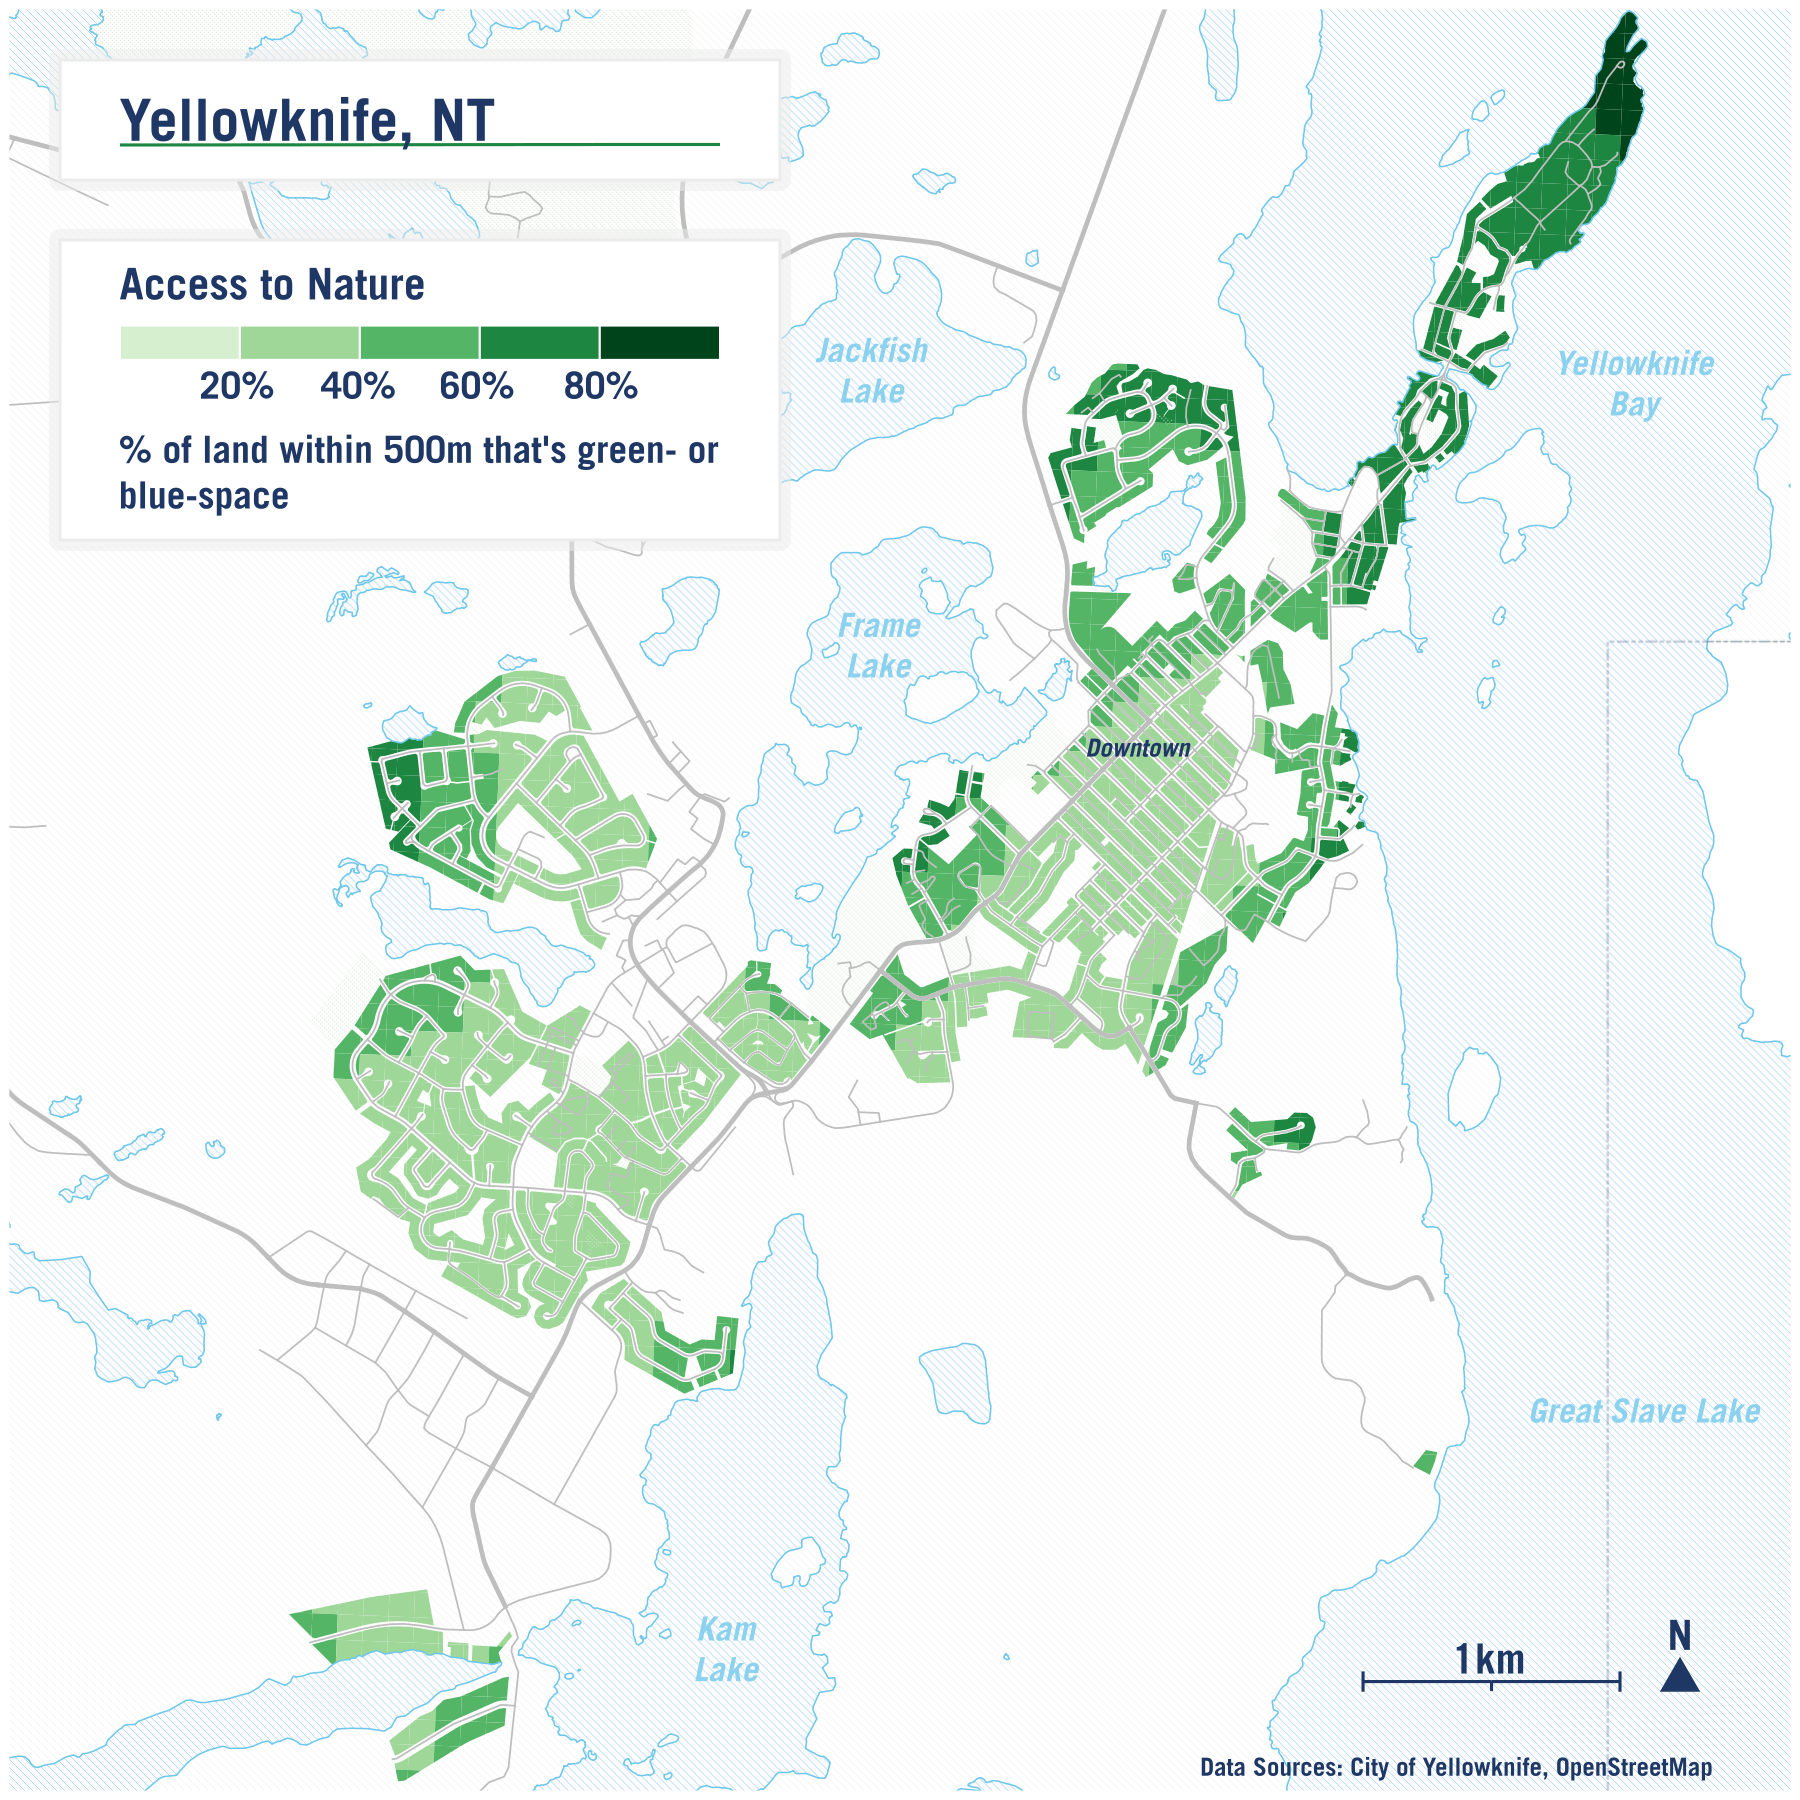 Yellowknife, NT
Access to Nature
20% 40% 60% 80%
% of land within 500m that's green- or
blue-space
Jackfish
Lake
Yellowknife
Bay
Frame
Lake
Downtown
Great Slave Lake
Kam
Lake
1km
N
Data Sources: City of Yellowknife, OpenStreetMap